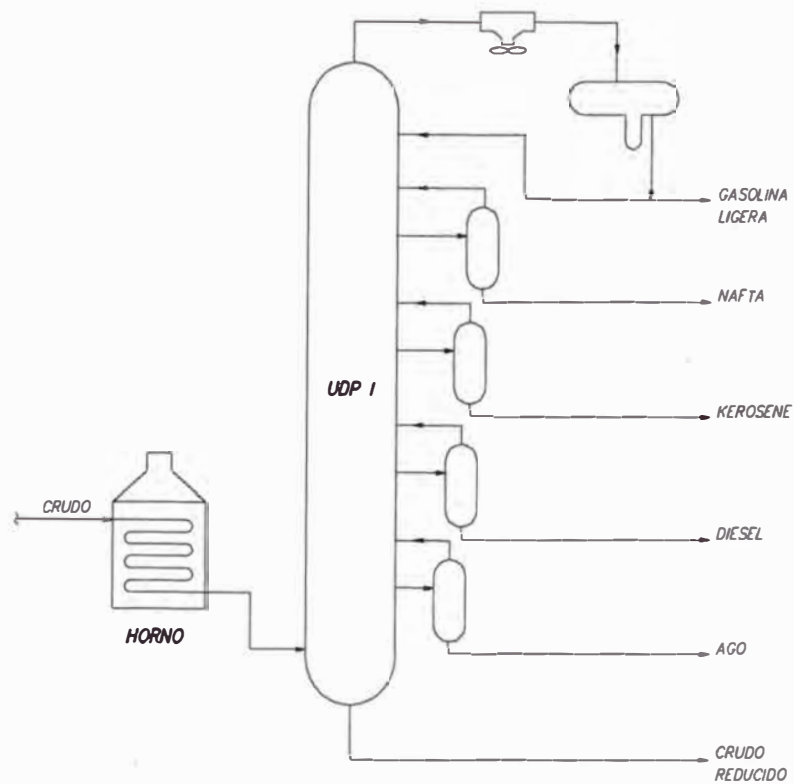 GASOLINA
LIGERA
NAFTA
KEROSENE
UDP I
CRUDO
DIESEL
HORNO
AGO
CRUDO
REDUCIDO